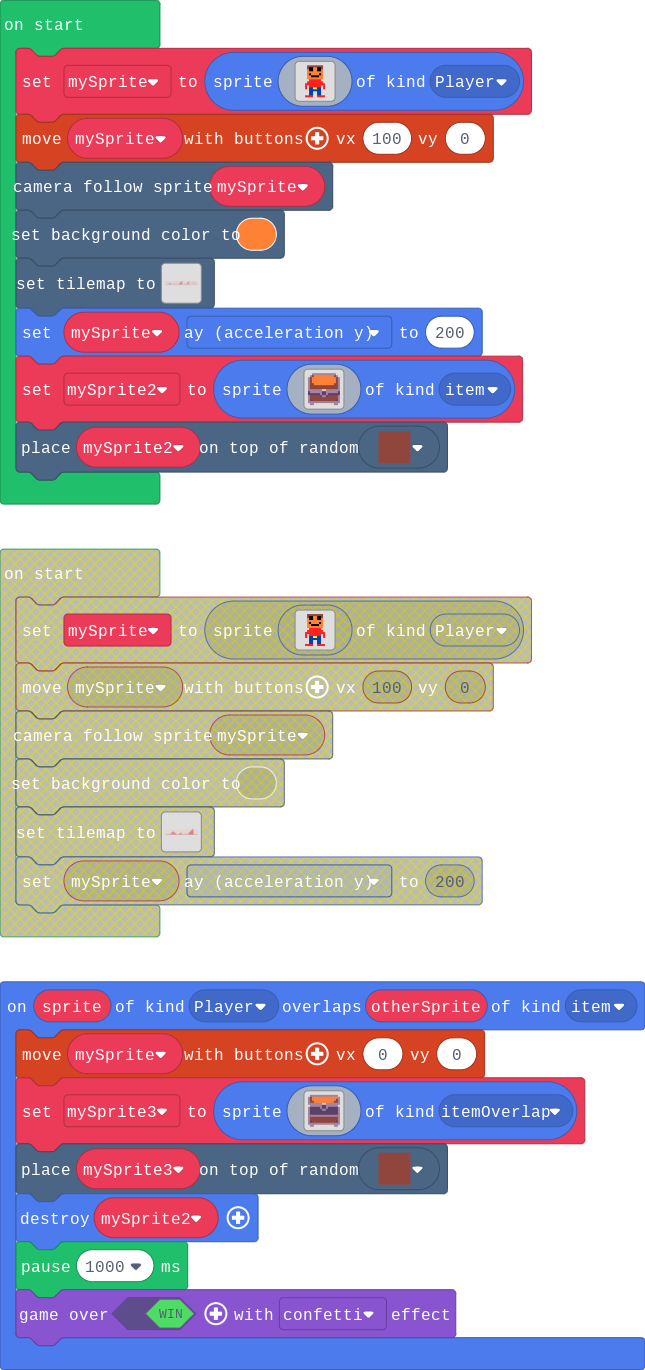 on start
set mySprite to sprite of kind Player
move mySprite with buttons vx 100 vy 0
camera follow sprite mySprite
set background color to
set tilemap to
set mySprite ay (acceleration y) to 200
set mySprite2 to sprite of kind item
place mySprite2 on top of random
on start
set mySprite to sprite of kind Player
move mySprite with buttons vx 100 vy 0
camera follow sprite mySprite
set background color to
set tilemap to
set mySprite ay (acceleration y) to 200
on sprite of kind Player overlaps otherSprite of kind item
move mySprite with buttons vx 0 vy 0
set mySprite3 to sprite of kind itemOverlap
place mySprite3 on top of random
destroy mySprite2
pause 1000 ms
game over WIN with confetti effect